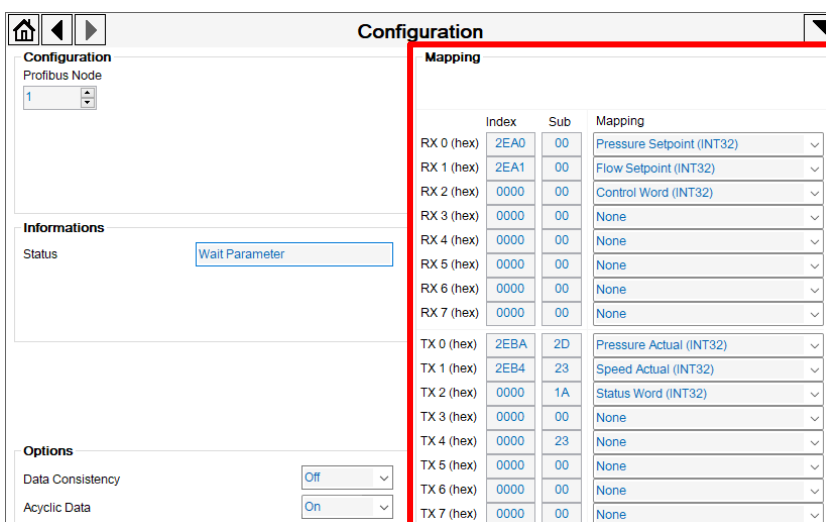 Configuration
Configuration
Profibus Node
1
Informations
Status Wait Parameter
Options
Data Consistency Off
Acyclic Data On
Mapping
Index Sub Mapping
RX 0 (hex) 2EA0 00 Pressure Setpoint (INT32)
RX 1 (hex) 2EA1 00 Flow Setpoint (INT32)
RX 2 (hex) 0000 00 Control Word (INT32)
RX 3 (hex) 0000 00 None
RX 4 (hex) 0000 00 None
RX 5 (hex) 0000 00 None
RX 6 (hex) 0000 00 None
RX 7 (hex) 0000 00 None
TX 0 (hex) 2EBA 2D Pressure Actual (INT32)
TX 1 (hex) 2EB4 23 Speed Actual (INT32)
TX 2 (hex) 0000 1A Status Word (INT32)
TX 3 (hex) 0000 00 None
TX 4 (hex) 0000 23 None
TX 5 (hex) 0000 00 None
TX 6 (hex) 0000 00 None
TX 7 (hex) 0000 00 None